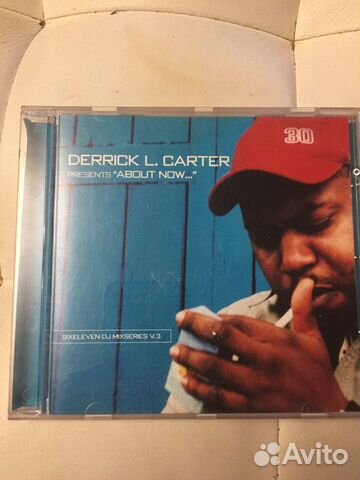 DERRICK L. CARTER
PRESENTS "ABOUT NOW..."
30
SIXELEVEN DJ MIXSERIES V.3
Avito